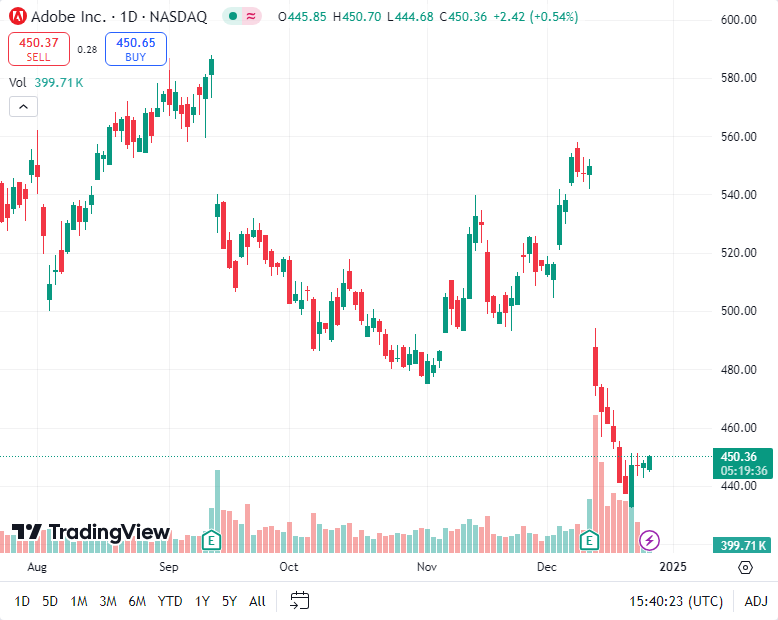 Adobe Inc. · 1D · NASDAQ O445.85 H450.70 L444.68 C450.36 +2.42 (+0.54%)
450.37 0.28 450.65
SELL BUY
Vol 399.71 K
600.00
580.00
560.00
540.00
520.00
500.00
480.00
460.00
450.36
05:19:36
440.00
TradingView
E E
399.71 K
Aug Sep Oct Nov Dec 2025
1D 5D 1M 3M 6M YTD 1Y 5Y All 15:40:23 (UTC) ADJ